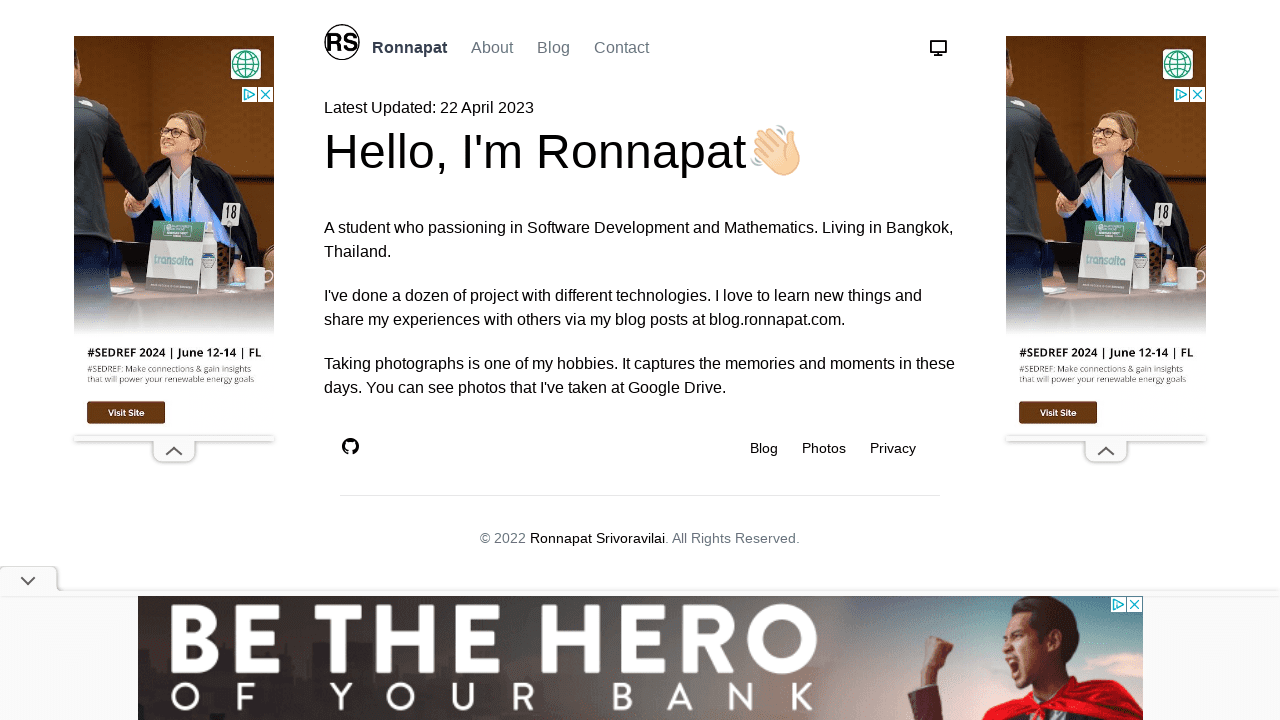 RS
Ronnapat About Blog Contact
Latest Updated: 22 April 2023
Hello, I'm Ronnapat👋🏻
A student who passioning in Software Development and Mathematics. Living in Bangkok,
Thailand.
I've done a dozen of project with different technologies. I love to learn new things and
share my experiences with others via my blog posts at blog.ronnapat.com.
Taking photographs is one of my hobbies. It captures the memories and moments in these
days. You can see photos that I've taken at Google Drive.
Blog Photos Privacy
© 2022 Ronnapat Srivoravilai. All Rights Reserved.
18
transalta
#SEDREF 2024 | June 12-14 | FL
#SEDREF: Make connections & gain insights
that will power your renewable energy goals
Visit Site
18
transalta
#SEDREF 2024 | June 12-14 | FL
#SEDREF: Make connections & gain insights
that will power your renewable energy goals
Visit Site
BE THE HERO
OF YOUR BANK